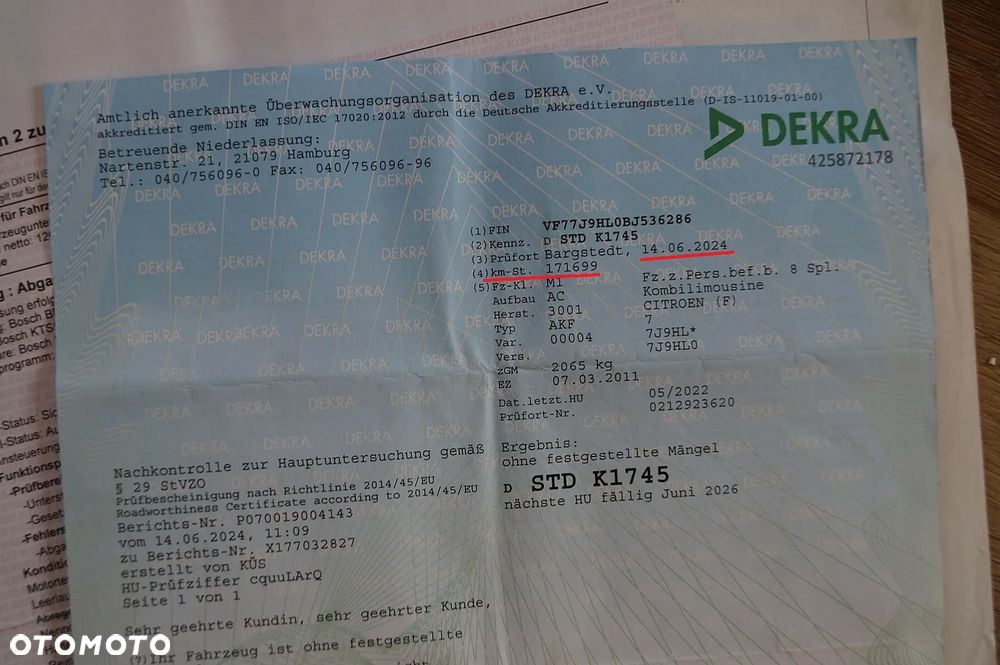 Amtlich anerkannte Überwachungsorganisation des DEKRA e.V.
akkreditiert gem. DIN EN ISO/IEC 17020:2012 durch die Deutsche Akkreditierungsstelle (D-IS-11019-01-00)
Betreuende Niederlassung:
Nartenstr. 21, 21079 Hamburg
Tel.: 040/756096-0 Fax: 040/756096-96
DEKRA
425872178
(1) FIN VF77J9HL0BJ536286
(2) Kennz. D STD K1745
(3) Prüfort Bargstedt, 14.06.2024
(4) km-St. 171699
(5) Fz-Kl. M1 Fz.z.Pers.bef.b. 8 Spl.
Aufbau AC Kombilimousine
Herst. 3001 CITROEN (F)
Typ AKF 7
Var. 00004 7J9HL*
Vers. 7J9HL0
zGM 2065 kg
EZ 07.03.2011
Dat.letzt.HU 05/2022
Prüfort-Nr. 0212923620
Nachkontrolle zur Hauptuntersuchung gemäß
§ 29 StVZO
Prüfbescheinigung nach Richtlinie 2014/45/EU
Roadworthiness Certificate according to 2014/45/EU
Berichts-Nr. P070019004143
vom 14.06.2024, 11:09
zu Berichts-Nr. X177032827
erstellt von KÜS
HU-Prüfziffer cquuLArQ
Seite 1 von 1
Ergebnis:
ohne festgestellte Mängel
D STD K1745
nächste HU fällig Juni 2026
Sehr geehrte Kundin, sehr geehrter Kunde,
(7) Ihr Fahrzeug ist ohne festgestellte
OTOMOTO